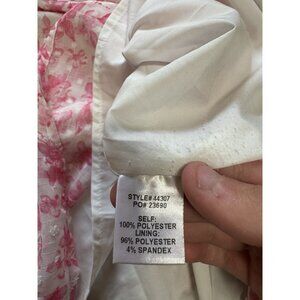 STYLE# 44307
PO# 23690
SELF:
100% POLYESTER
LINING:
96% POLYESTER
4% SPANDEX